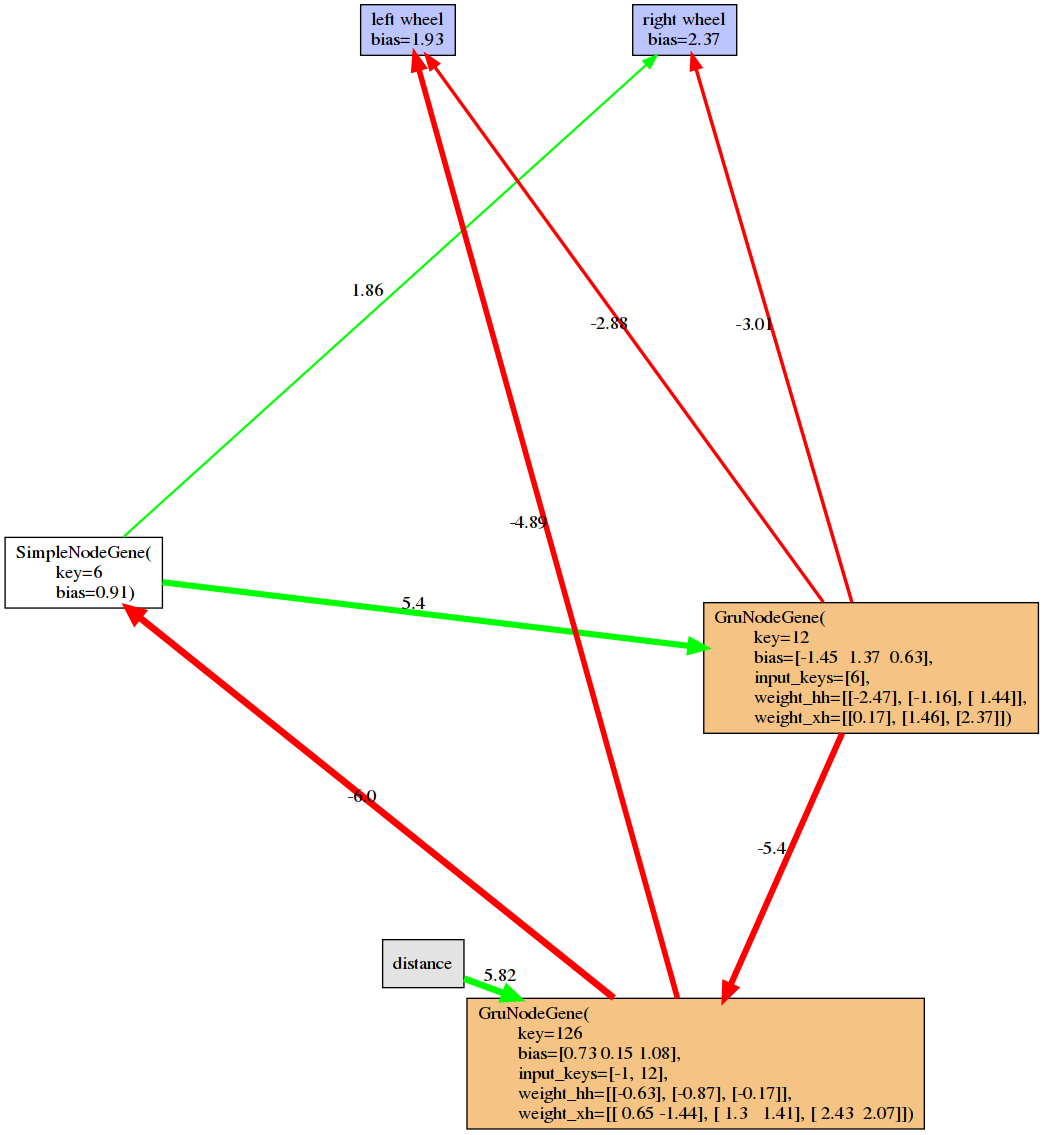 left wheel
bias=1.93
right wheel
bias=2.37
1.86
-2.88
-3.01
-4.89
SimpleNodeGene(
key=6
bias=0.91)
5.4
GruNodeGene(
key=12
bias=[-1.45 1.37 0.63],
input_keys=[6],
weight_hh=[[-2.47], [-1.16], [ 1.44]],
weight_xh=[[0.17], [1.46], [2.37]])
-6.0
-5.4
distance
5.82
GruNodeGene(
key=126
bias=[0.73 0.15 1.08],
input_keys=[-1, 12],
weight_hh=[[-0.63], [-0.87], [-0.17]],
weight_xh=[[ 0.65 -1.44], [ 1.3 1.41], [ 2.43 2.07]])